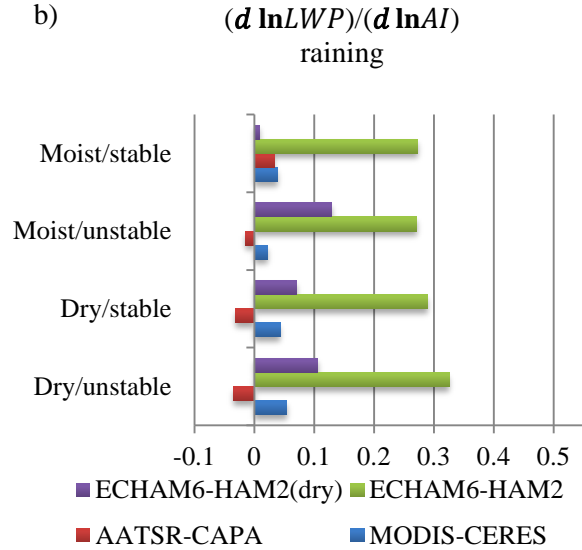 b) (d lnLWP)/(d lnAI)
raining
Moist/stable
Moist/unstable
Dry/stable
Dry/unstable
-0.1 0 0.1 0.2 0.3 0.4 0.5
ECHAM6-HAM2(dry) ECHAM6-HAM2
AATSR-CAPA MODIS-CERES